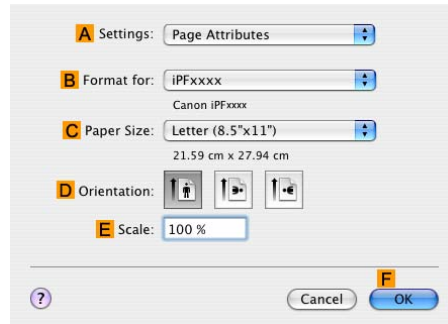 A Settings: Page Attributes
B Format for: iPFxxxx
Canon iPFxxxx
C Paper Size: Letter (8.5"x11")
21.59 cm x 27.94 cm
D Orientation:
E Scale: 100 %
F
? Cancel OK